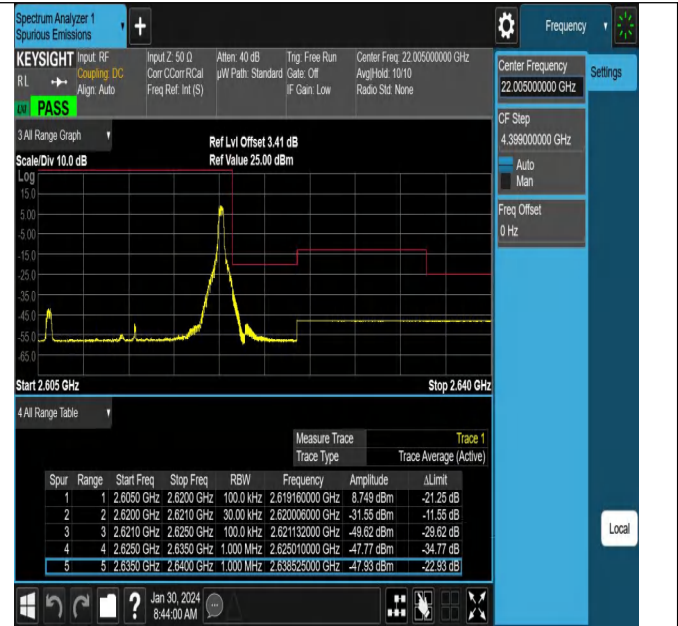 Spectrum Analyzer 1
Spurious Emissions
+
Frequency
KEYSIGHT Input: RF Input Z: 50 Ω Atten: 40 dB Trig: Free Run Center Freq: 22.005000000 GHz
RL Coupling: DC Corr CCorr RCal µW Path: Standard Gate: Off Avg|Hold: 10/10
Align: Auto Freq Ref: Int (S) IF Gain: Low Radio Std: None
PASS
Center Frequency
22.005000000 GHz
Settings
CF Step
4.399000000 GHz
Auto
Man
Freq Offset
0 Hz
3 All Range Graph
Ref Lvl Offset 3.41 dB
Scale/Div 10.0 dB Ref Value 25.00 dBm
Log
15.0
5.00
-5.00
-15.0
-25.0
-35.0
-45.0
-55.0
-65.0
Start 2.605 GHz Stop 2.640 GHz
4 All Range Table
Measure Trace Trace 1
Trace Type Trace Average (Active)
Spur Range Start Freq Stop Freq RBW Frequency Amplitude ΔLimit
1 1 2.6050 GHz 2.6200 GHz 100.0 kHz 2.619160000 GHz 8.749 dBm -21.25 dB
2 2 2.6200 GHz 2.6210 GHz 30.00 kHz 2.620006000 GHz -31.55 dBm -11.55 dB
3 3 2.6210 GHz 2.6250 GHz 100.0 kHz 2.621132000 GHz -49.62 dBm -29.62 dB
4 4 2.6250 GHz 2.6350 GHz 1.000 MHz 2.625010000 GHz -47.77 dBm -34.77 dB
5 5 2.6350 GHz 2.6400 GHz 1.000 MHz 2.638525000 GHz -47.93 dBm -22.93 dB
Local
? Jan 30, 2024
8:44:00 AM